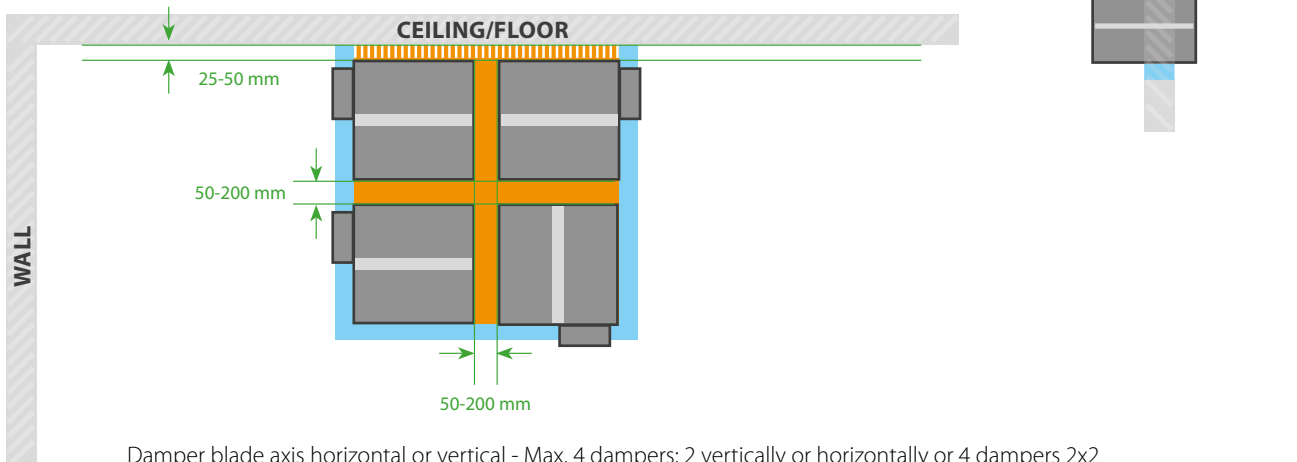 CEILING/FLOOR
25-50 mm
50-200 mm
WALL
50-200 mm
Damper blade axis horizontal or vertical - Max. 4 dampers: 2 vertically or horizontally or 4 dampers 2x2